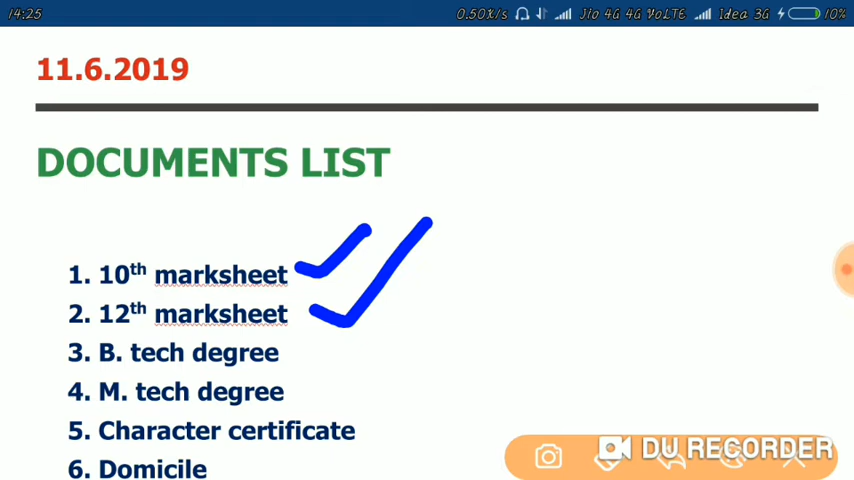 14:25 0.50K/s Jio 4G 4G VoLTE Idea 3G 10%
11.6.2019
DOCUMENTS LIST
1. 10th marksheet
2. 12th marksheet
3. B. tech degree
4. M. tech degree
5. Character certificate
6. Domicile
DU RECORDER